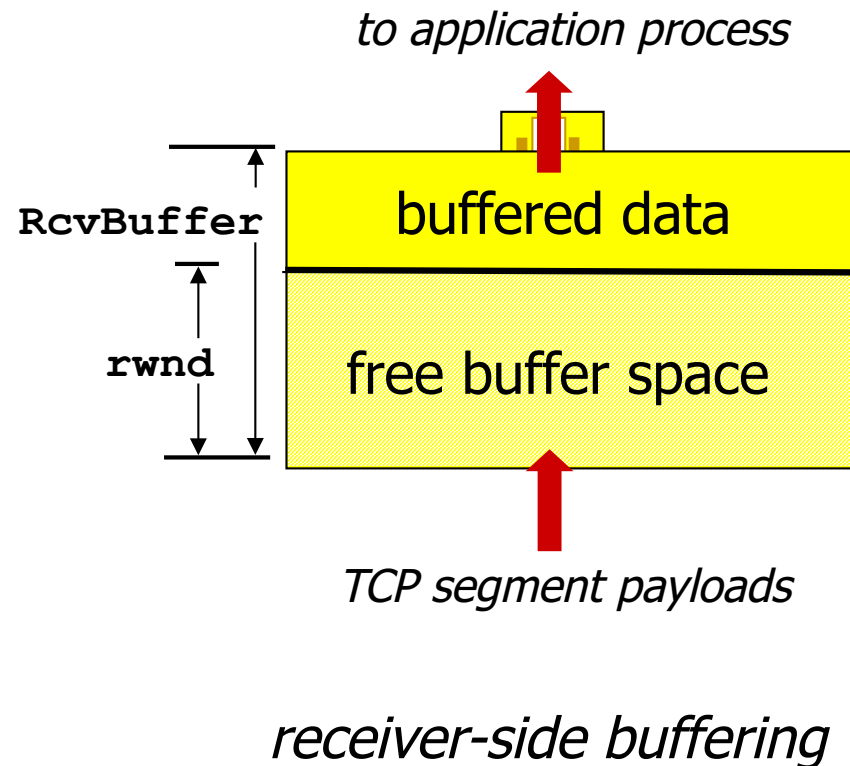 to application process
RcvBuffer
buffered data
rwnd
free buffer space
TCP segment payloads
receiver-side buffering